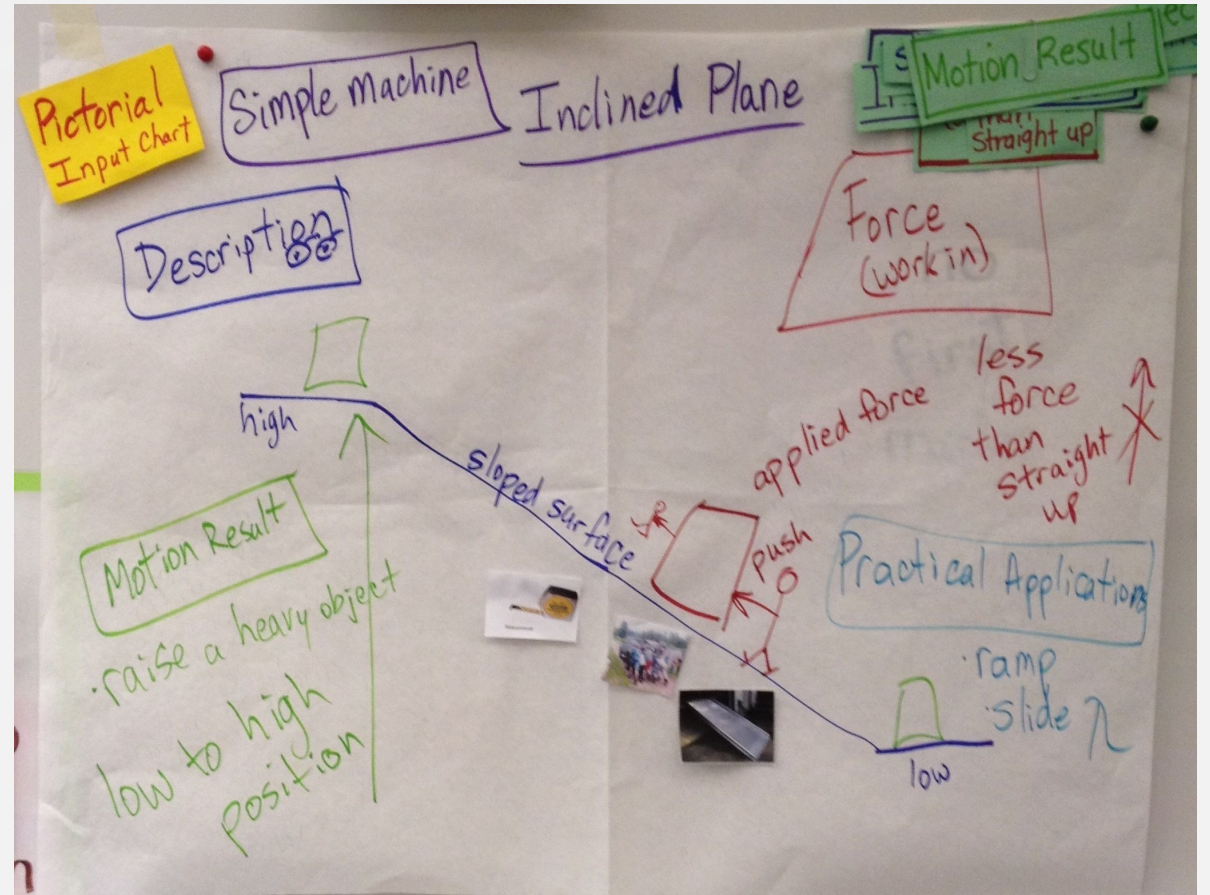 Pictorial
Input Chart
Simple Machine
Inclined Plane
Motion Result
Straight up
Description
Force
(work in)
high
sloped surface
applied force
less
force
than
straight
up
push
Motion Result
·raise a heavy object
low to high
position
Practical Applications
·ramp
·slide
low